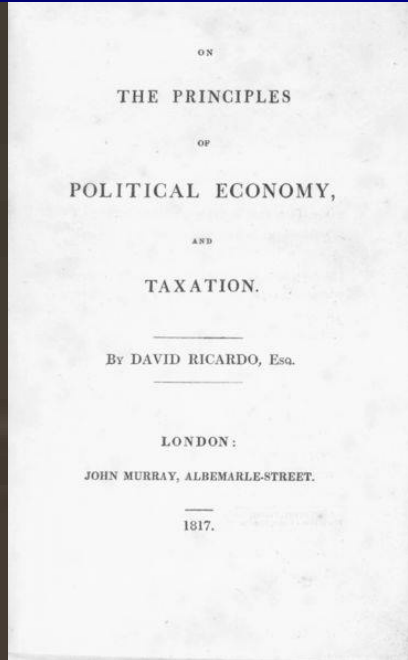 ON
THE PRINCIPLES
OF
POLITICAL ECONOMY,
AND
TAXATION.
BY DAVID RICARDO, ESQ.
LONDON:
JOHN MURRAY, ALBEMARLE-STREET.
1817.